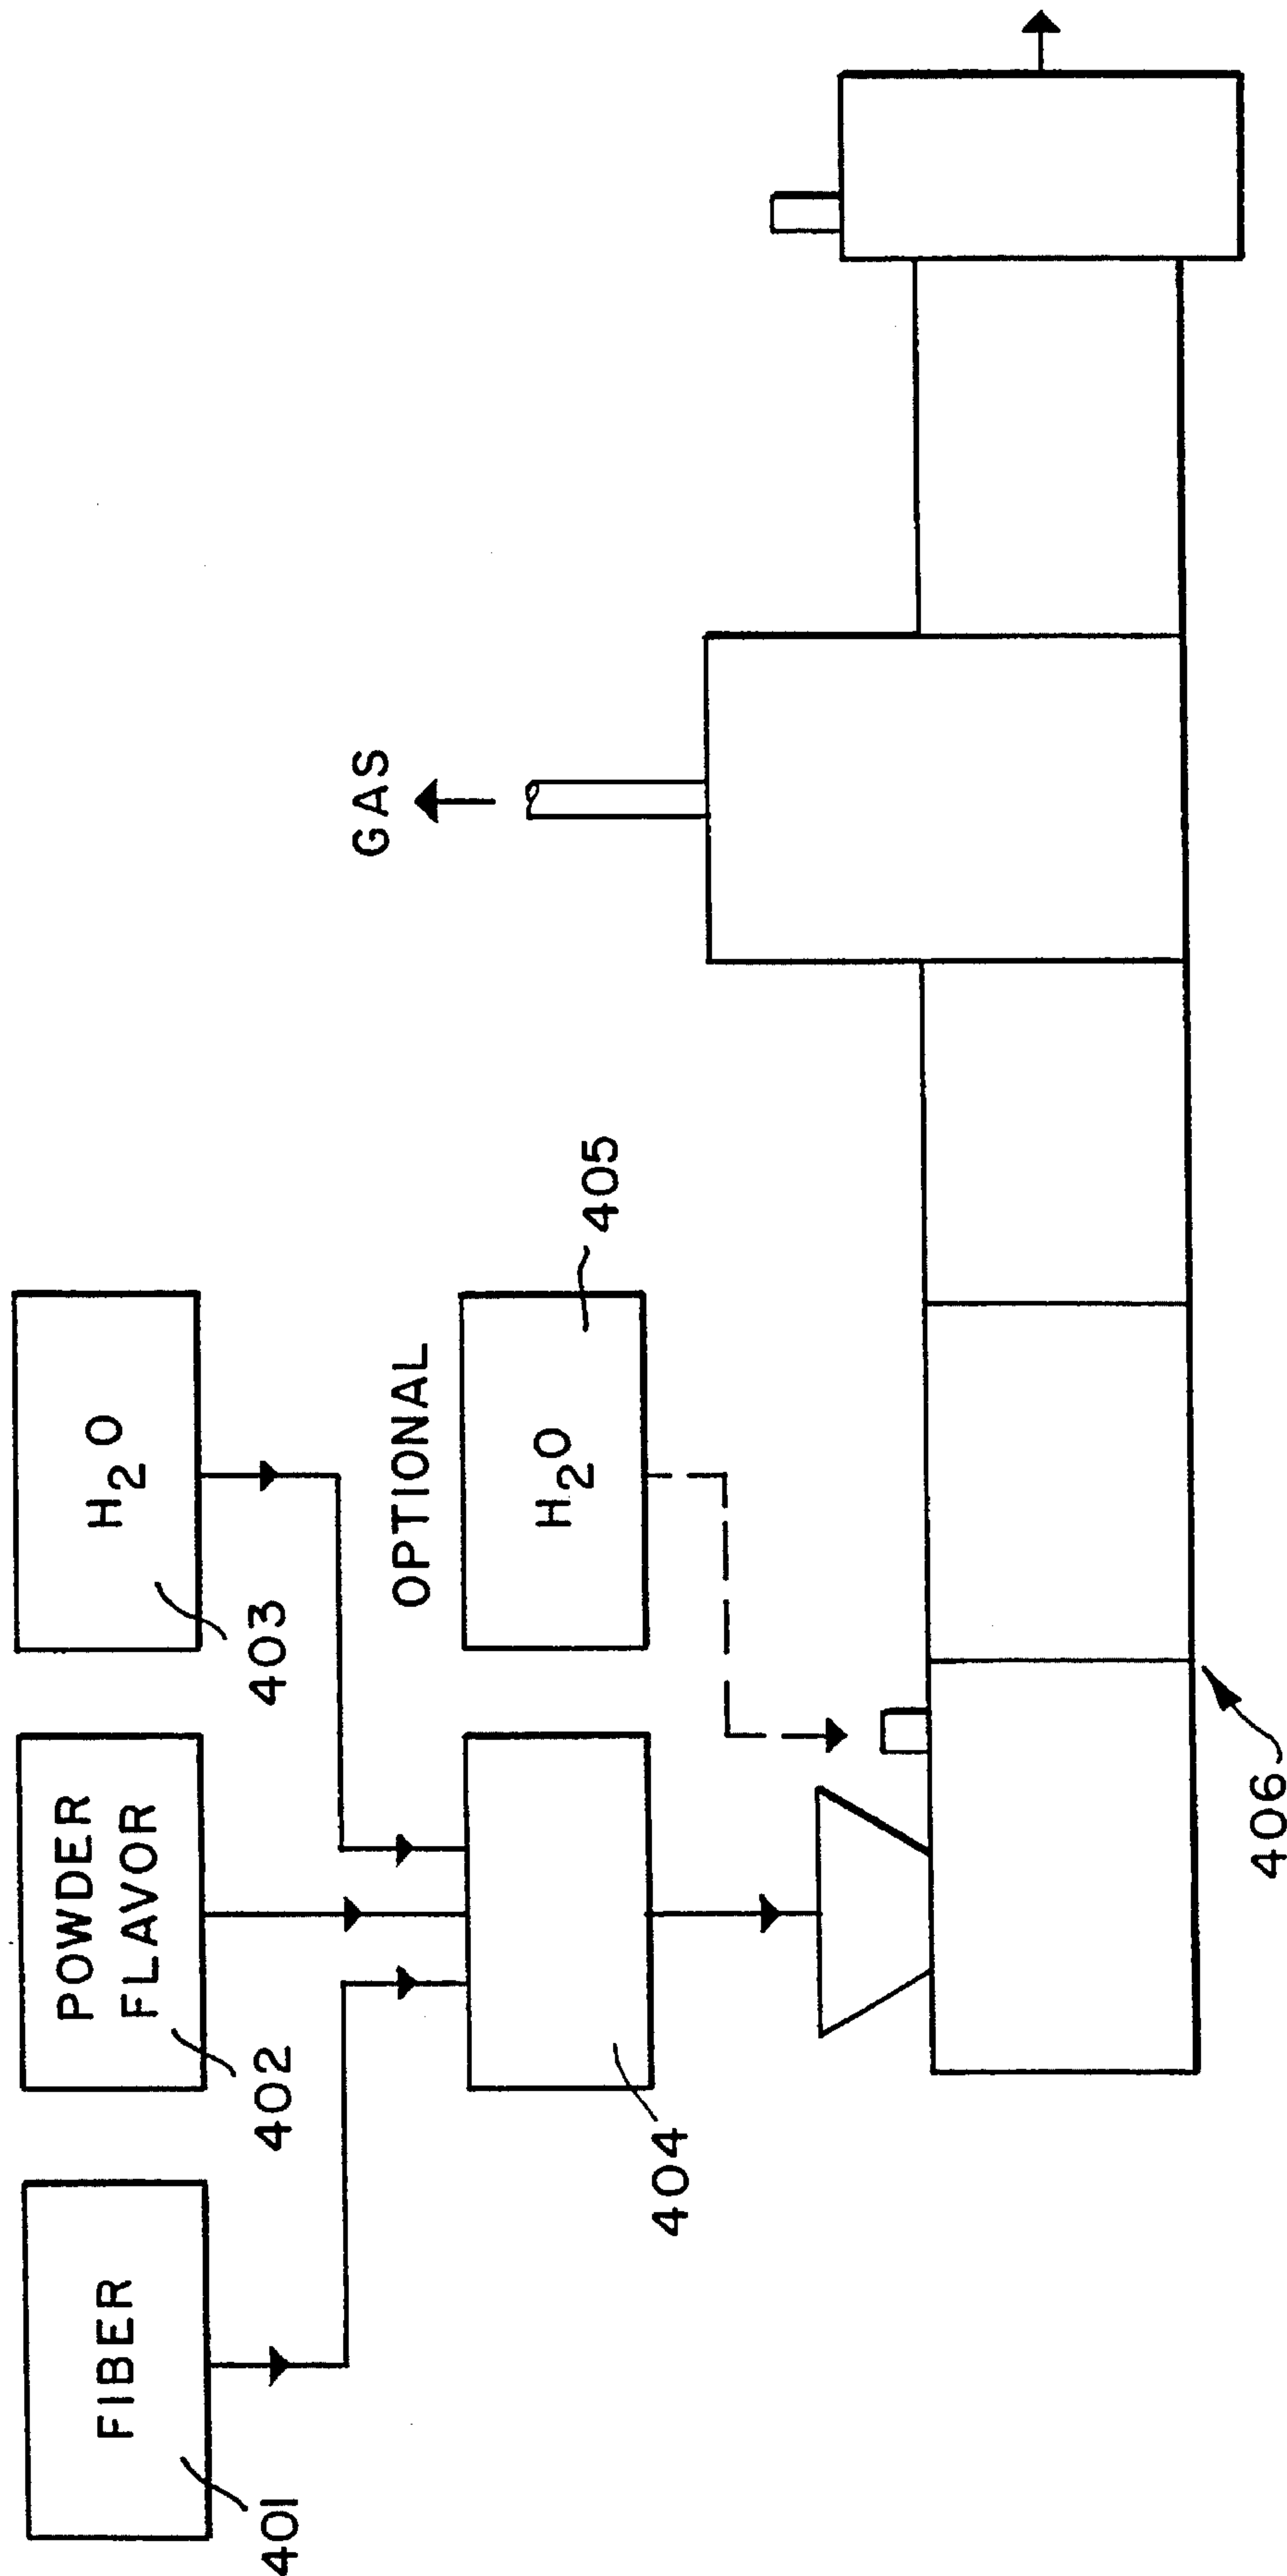 FIBER
401
POWDER
FLAVOR
402
H2O
403
404
OPTIONAL
H2O
405
GAS
406